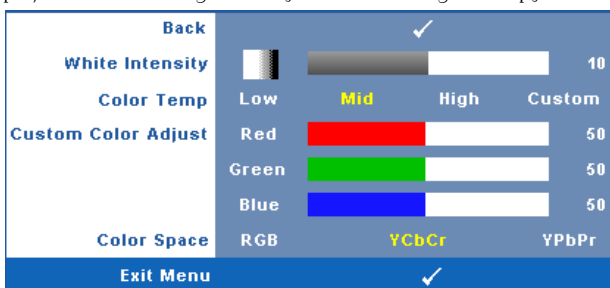 Back
White Intensity 10
Color Temp Low Mid High Custom
Custom Color Adjust Red 50
Green 50
Blue 50
Color Space RGB YCbCr YPbPr
Exit Menu